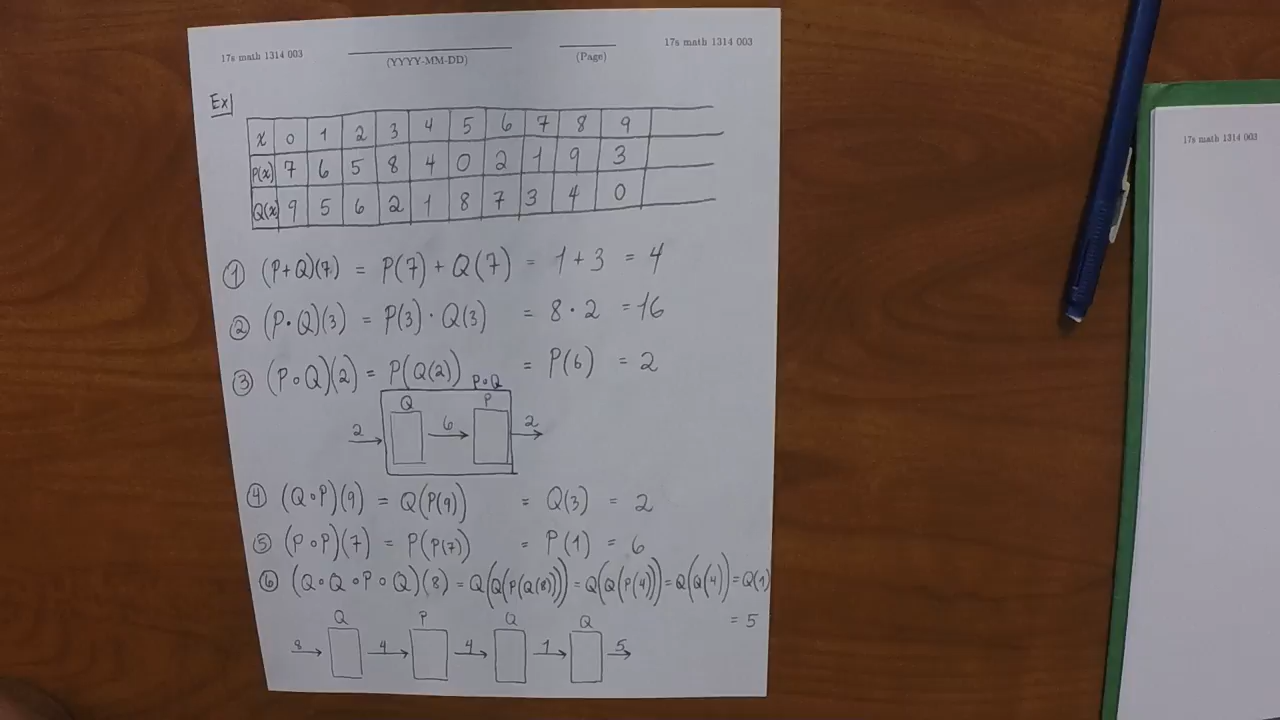 17s math 1314 003 (YYYY-MM-DD) (Page) 17s math 1314 003
Ex
x 0 1 2 3 4 5 6 7 8 9
P(x) 7 6 5 8 4 0 2 1 9 3
Q(x) 9 5 6 2 1 8 7 3 4 0
① (P+Q)(7) = P(7) + Q(7) = 1 + 3 = 4
② (P·Q)(3) = P(3) · Q(3) = 8 · 2 = 16
③ (P∘Q)(2) = P(Q(2)) = P(6) = 2
P∘Q
Q P
2 6 2
④ (Q∘P)(9) = Q(P(9)) = Q(3) = 2
⑤ (P∘P)(7) = P(P(7)) = P(1) = 6
⑥ (Q∘Q∘P∘Q)(8) = Q(Q(P(Q(8)))) = Q(Q(P(4))) = Q(Q(4)) = Q(1)
= 5
Q P Q Q
8 4 4 1 5
17s math 1314 003